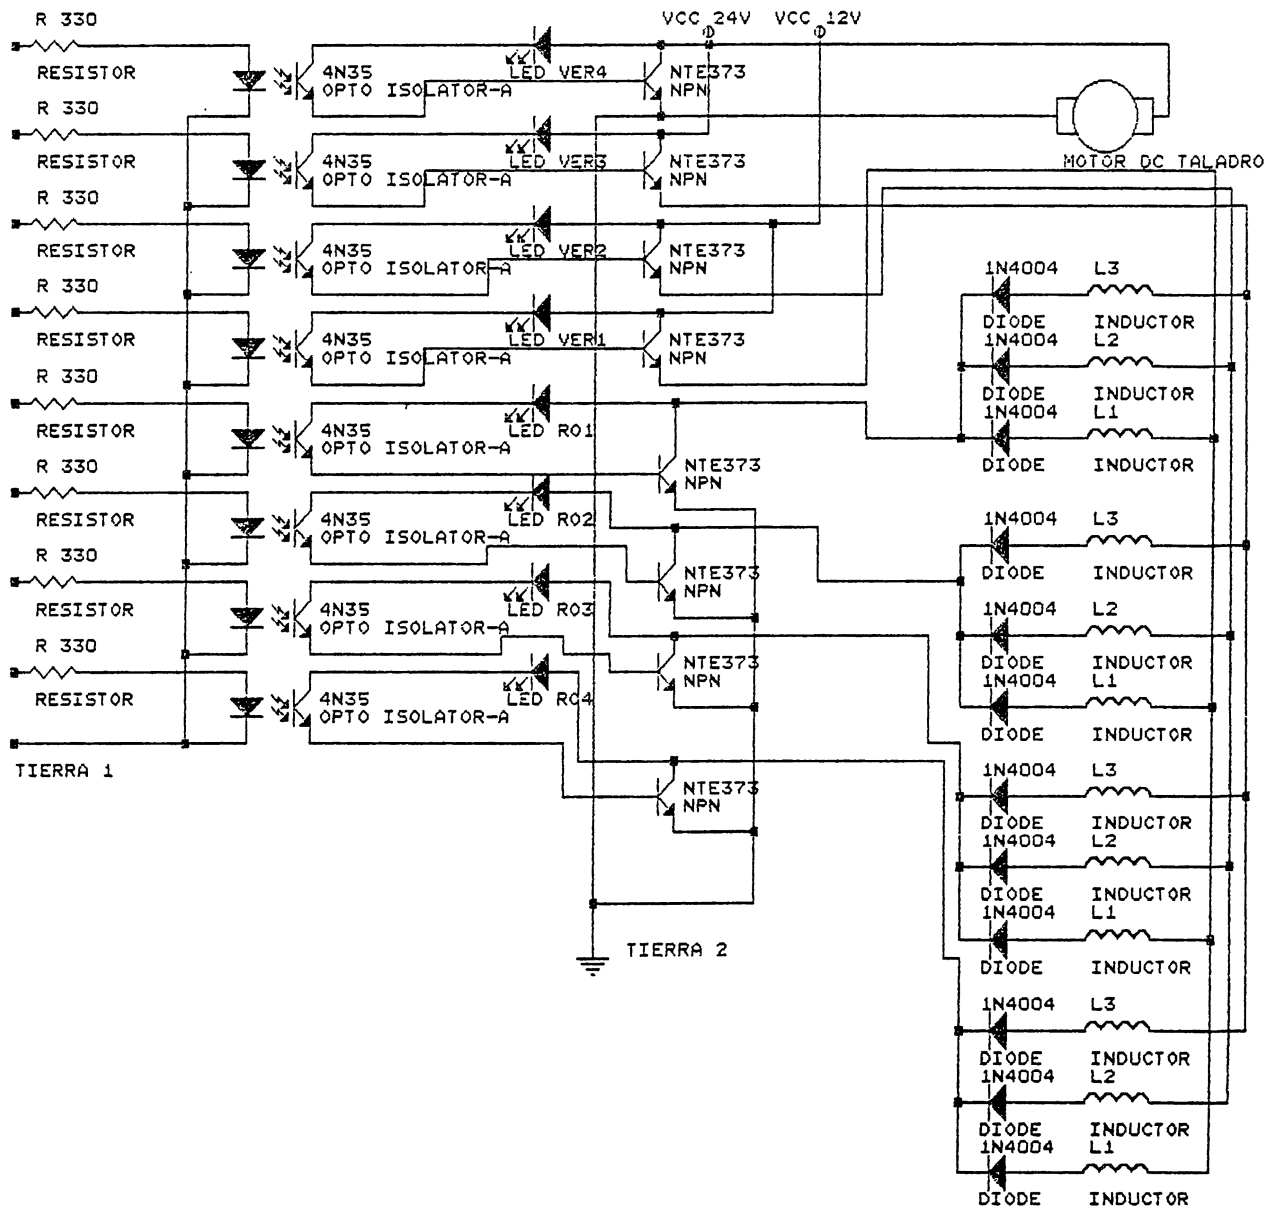 R 330
VCC 24V
VCC 12V
RESISTOR
4N35
OPTO ISOLATOR-A
LED VER4
NTE373
NPN
R 330
MOTOR DC TALADRO
RESISTOR
4N35
OPTO ISOLATOR-A
LED VER3
NTE373
NPN
R 330
RESISTOR
4N35
OPTO ISOLATOR-A
LED VER2
NTE373
NPN
R 330
RESISTOR
4N35
OPTO ISOLATOR-A
LED VER1
NTE373
NPN
R 330
RESISTOR
4N35
OPTO ISOLATOR-A
LED RO1
NTE373
NPN
R 330
RESISTOR
4N35
OPTO ISOLATOR-A
LED RO2
NTE373
NPN
R 330
RESISTOR
4N35
OPTO ISOLATOR-A
LED RO3
NTE373
NPN
R 330
RESISTOR
4N35
OPTO ISOLATOR-A
LED RO4
NTE373
NPN
TIERRA 1
TIERRA 2
1N4004 L3
DIODE INDUCTOR
1N4004 L2
DIODE INDUCTOR
1N4004 L1
DIODE INDUCTOR
1N4004 L3
DIODE INDUCTOR
1N4004 L2
DIODE INDUCTOR
1N4004 L1
DIODE INDUCTOR
1N4004 L3
DIODE INDUCTOR
1N4004 L2
DIODE INDUCTOR
1N4004 L1
DIODE INDUCTOR
1N4004 L3
DIODE INDUCTOR
1N4004 L2
DIODE INDUCTOR
1N4004 L1
DIODE INDUCTOR